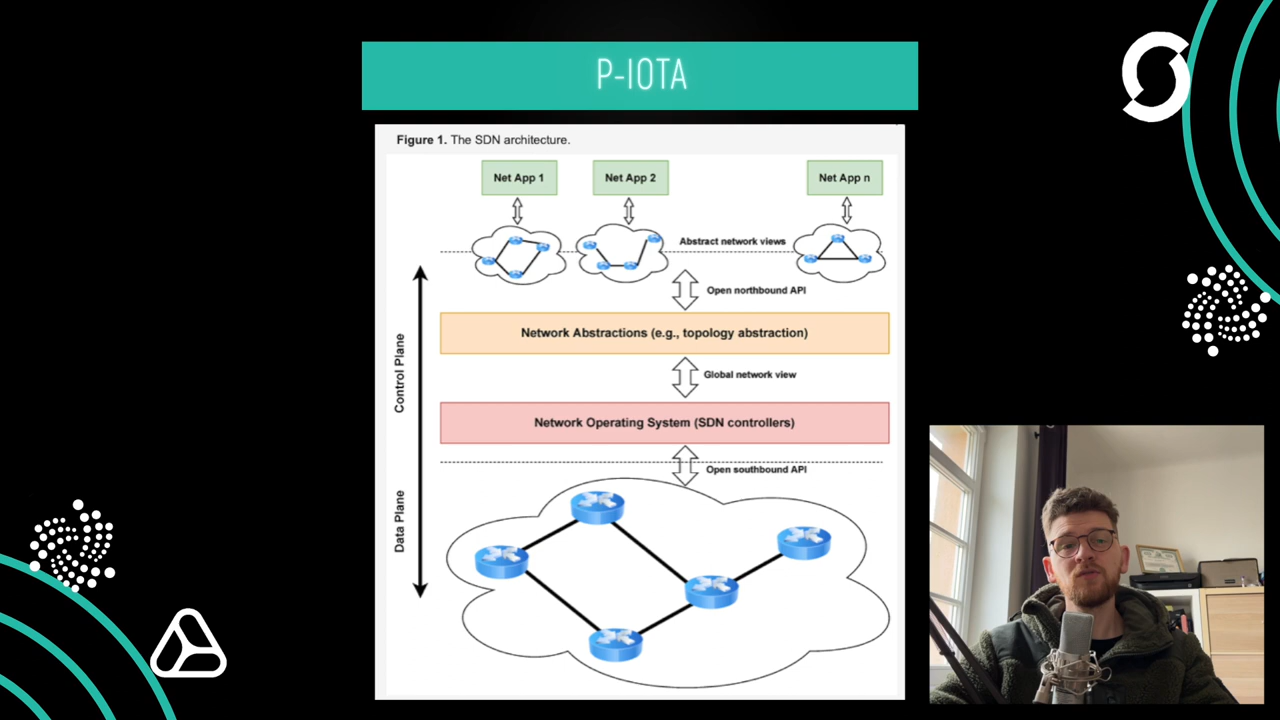 P-IOTA
Figure 1. The SDN architecture.
Net App 1
Net App 2
Net App n
Abstract network views
Open northbound API
Network Abstractions (e.g., topology abstraction)
Global network view
Control Plane
Network Operating System (SDN controllers)
Open southbound API
Data Plane